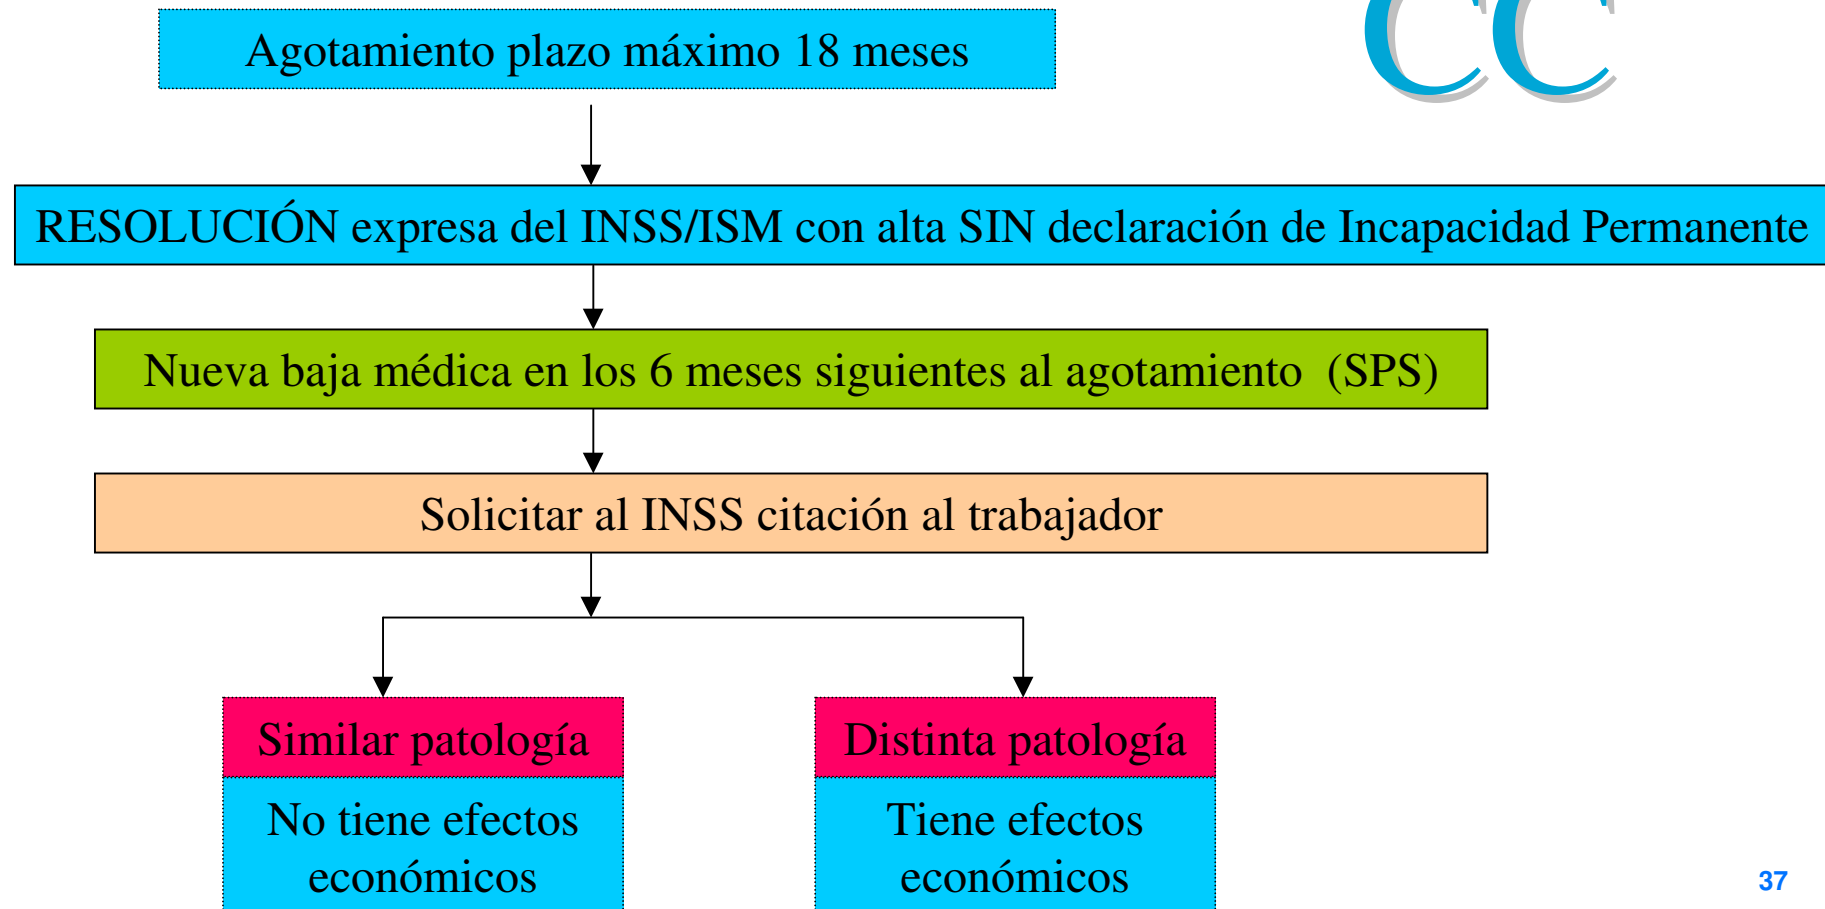 CC
Agotamiento plazo máximo 18 meses
RESOLUCIÓN expresa del INSS/ISM con alta SIN declaración de Incapacidad Permanente
Nueva baja médica en los 6 meses siguientes al agotamiento (SPS)
Solicitar al INSS citación al trabajador
Similar patología
No tiene efectos
económicos
Distinta patología
Tiene efectos
económicos
37